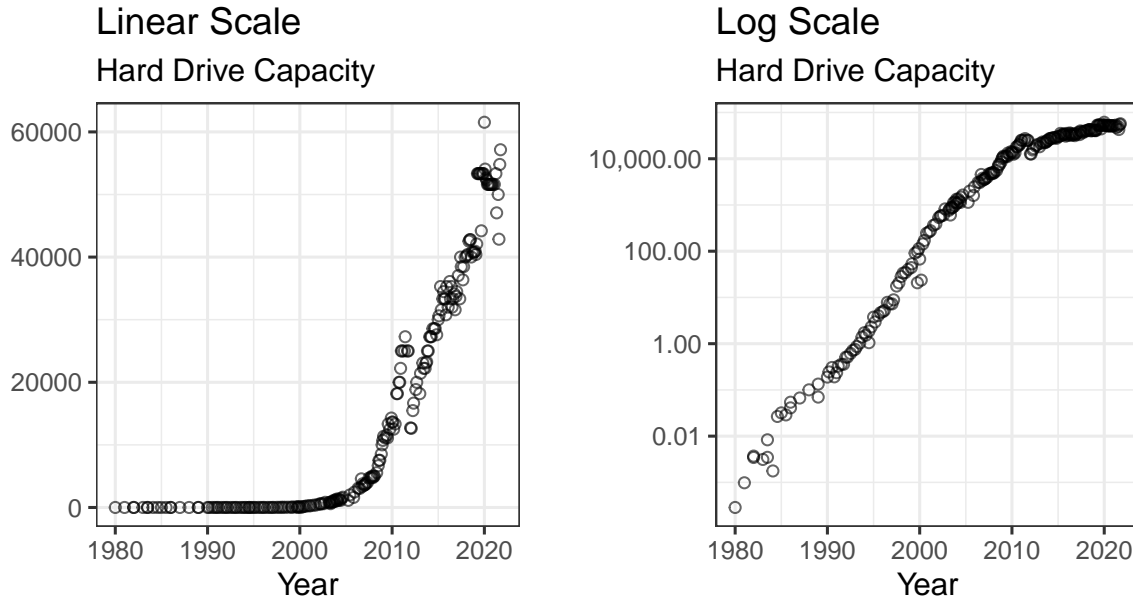 Linear Scale
Hard Drive Capacity
60000
40000
20000
0
1980 1990 2000 2010 2020
Year
Log Scale
Hard Drive Capacity
10,000.00
100.00
1.00
0.01
1980 1990 2000 2010 2020
Year